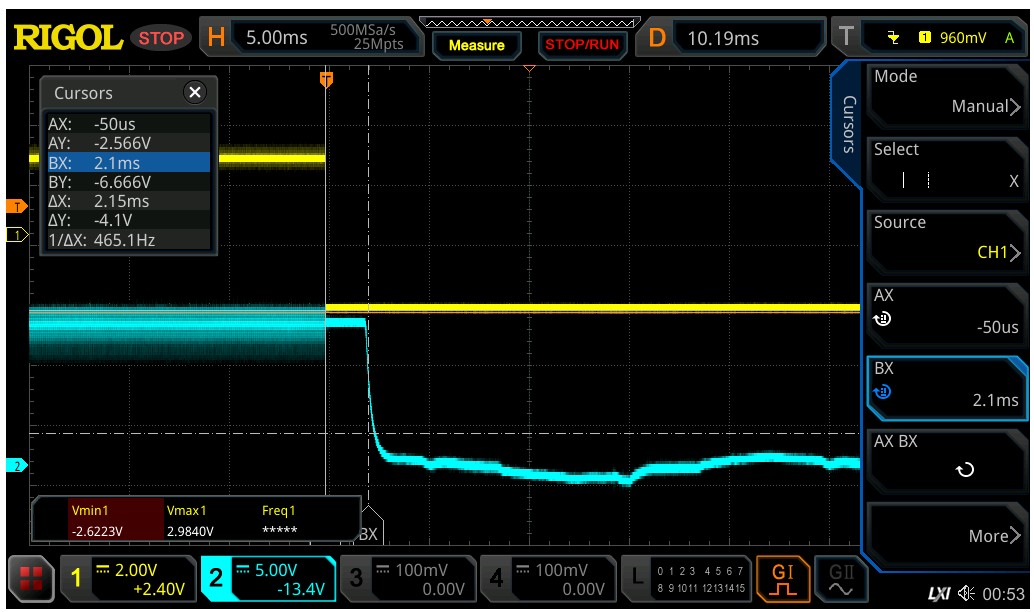 RIGOL STOP H 5.00ms 500MSa/s 25Mpts Measure STOP/RUN D 10.19ms T 1 960mV A
T
Cursors
AX: -50us
AY: -2.566V
BX: 2.1ms
BY: -6.666V
ΔX: 2.15ms
ΔY: -4.1V
1/ΔX: 465.1Hz
T
1
2
Vmin1 Vmax1 Freq1
-2.6223V 2.9840V *****
BX
Cursors
Mode
Manual
Select
X
Source
CH1
AX
-50us
BX
2.1ms
AX BX
More
1 2.00V +2.40V
2 5.00V -13.4V
3 100mV 0.00V
4 100mV 0.00V
L 0 1 2 3 4 5 6 7
8 9 10 11 12 13 14 15
GI
GII
LXI 00:53